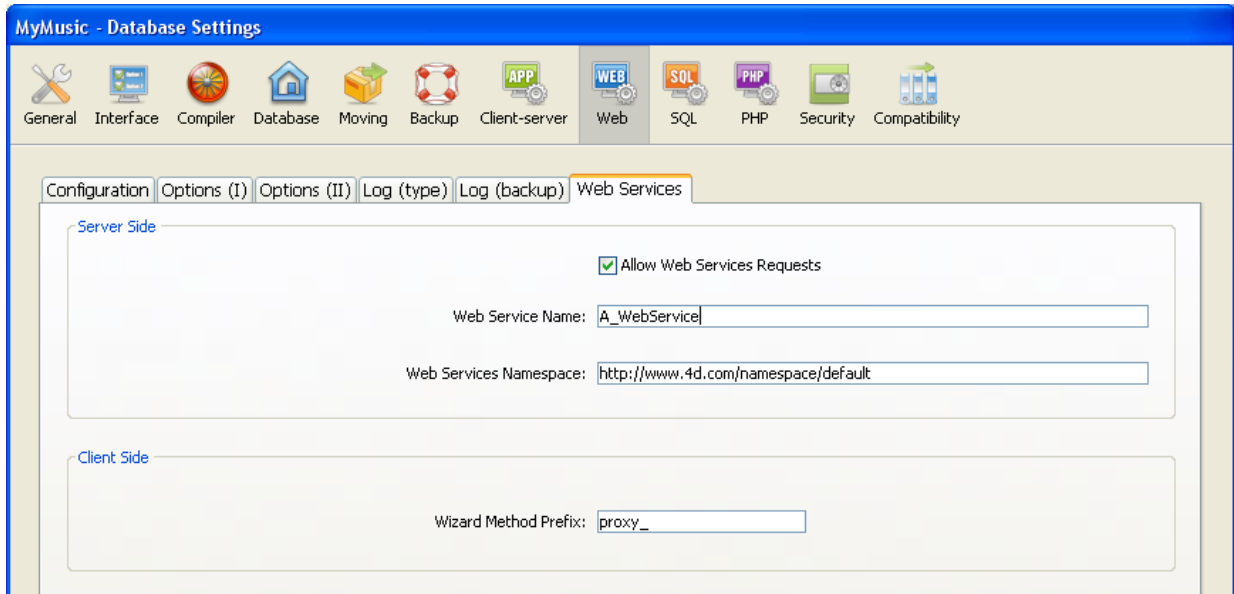 MyMusic - Database Settings
APP WEB SQL PHP
General Interface Compiler Database Moving Backup Client-server Web SQL PHP Security Compatibility
Configuration Options (I) Options (II) Log (type) Log (backup) Web Services
Server Side
Allow Web Services Requests
Web Service Name: A_WebService
Web Services Namespace: http://www.4d.com/namespace/default
Client Side
Wizard Method Prefix: proxy_